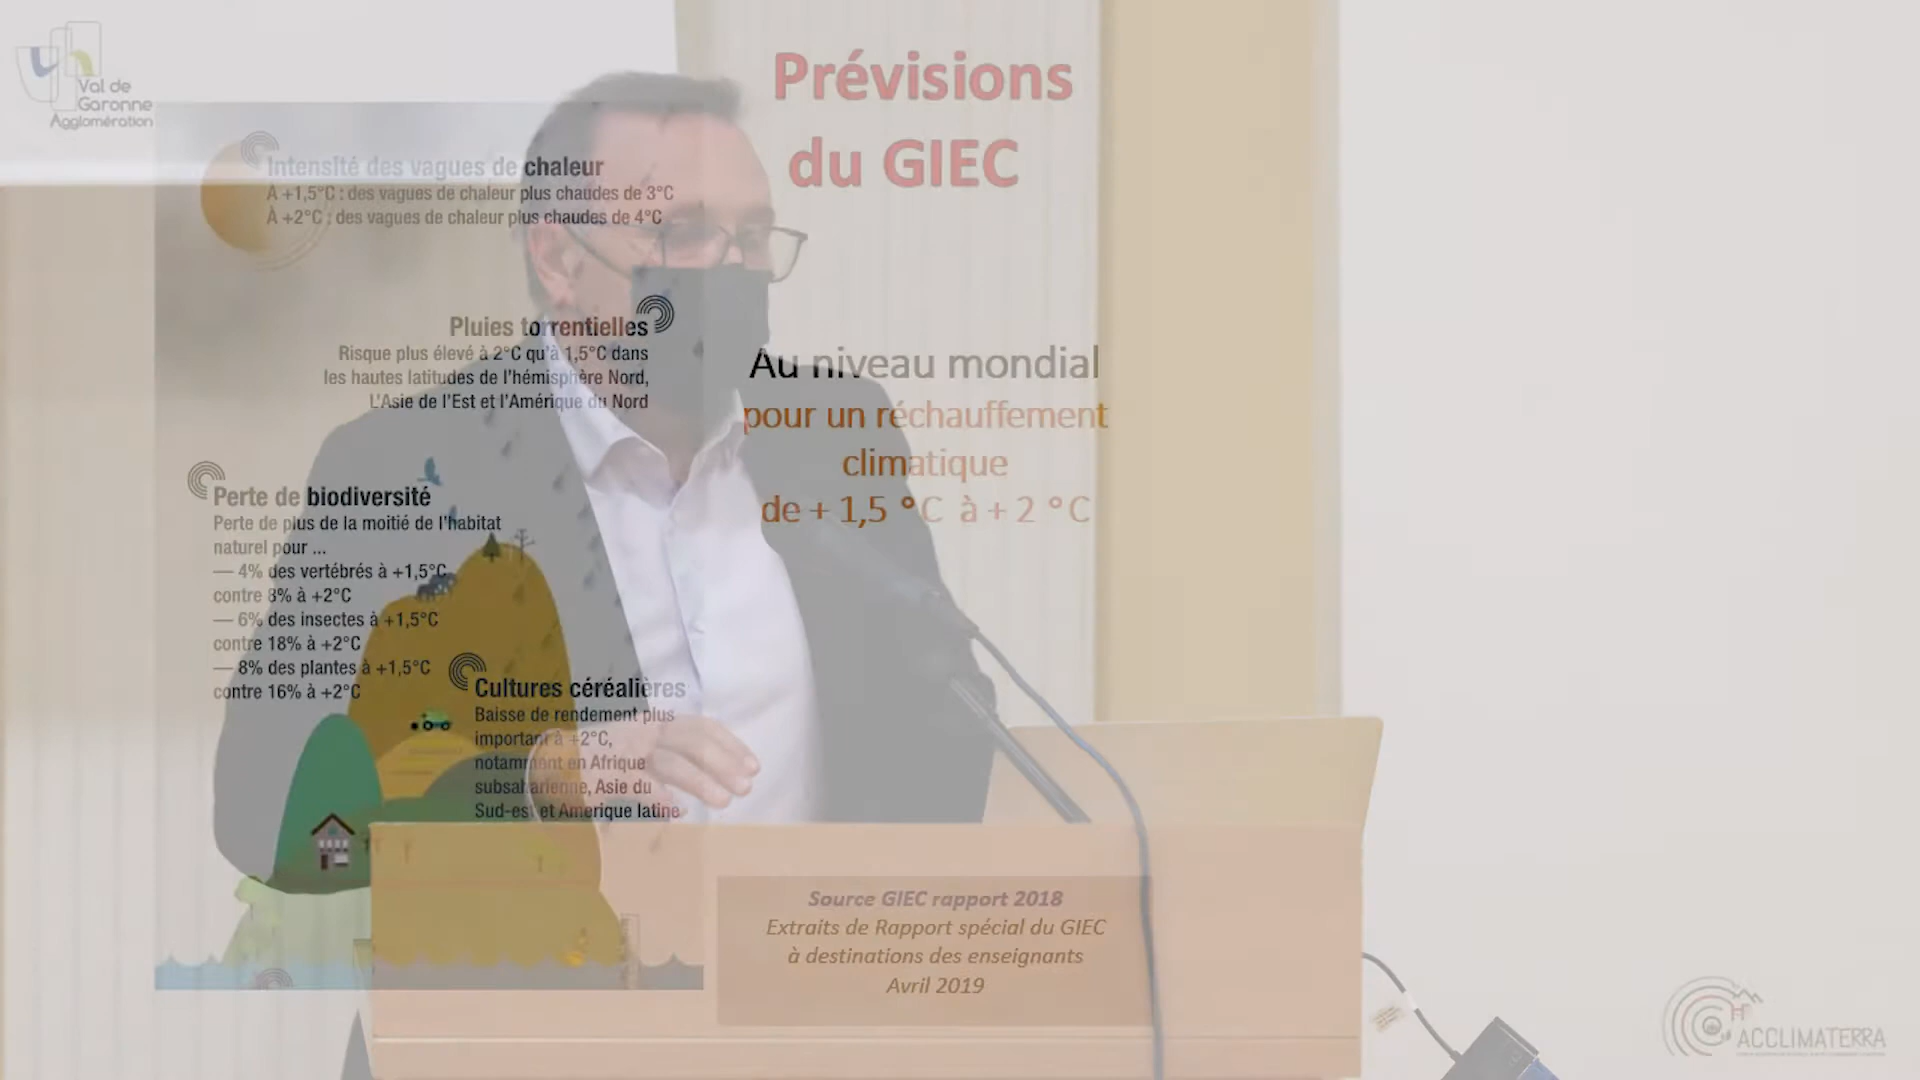 Val de
Garonne
Agglomération
Prévisions
du GIEC
Intensité des vagues de chaleur
À +1,5°C : des vagues de chaleur plus chaudes de 3°C
À +2°C : des vagues de chaleur plus chaudes de 4°C
Pluies torrentielles
Risque plus élevé à 2°C qu'à 1,5°C dans
les hautes latitudes de l'hémisphère Nord,
L'Asie de l'Est et l'Amérique du Nord
Au niveau mondial
pour un réchauffement
climatique
de + 1,5 °C à + 2 °C
Perte de biodiversité
Perte de plus de la moitié de l'habitat
naturel pour ...
— 4% des vertébrés à +1,5°C
contre 8% à +2°C
— 6% des insectes à +1,5°C
contre 18% à +2°C
— 8% des plantes à +1,5°C
contre 16% à +2°C
Cultures céréalières
Baisse de rendement plus
important à +2°C,
notamment en Afrique
subsaharienne, Asie du
Sud-est et Amerique latine
Source GIEC rapport 2018
Extraits de Rapport spécial du GIEC
à destinations des enseignants
Avril 2019
ACCLIMATERRA